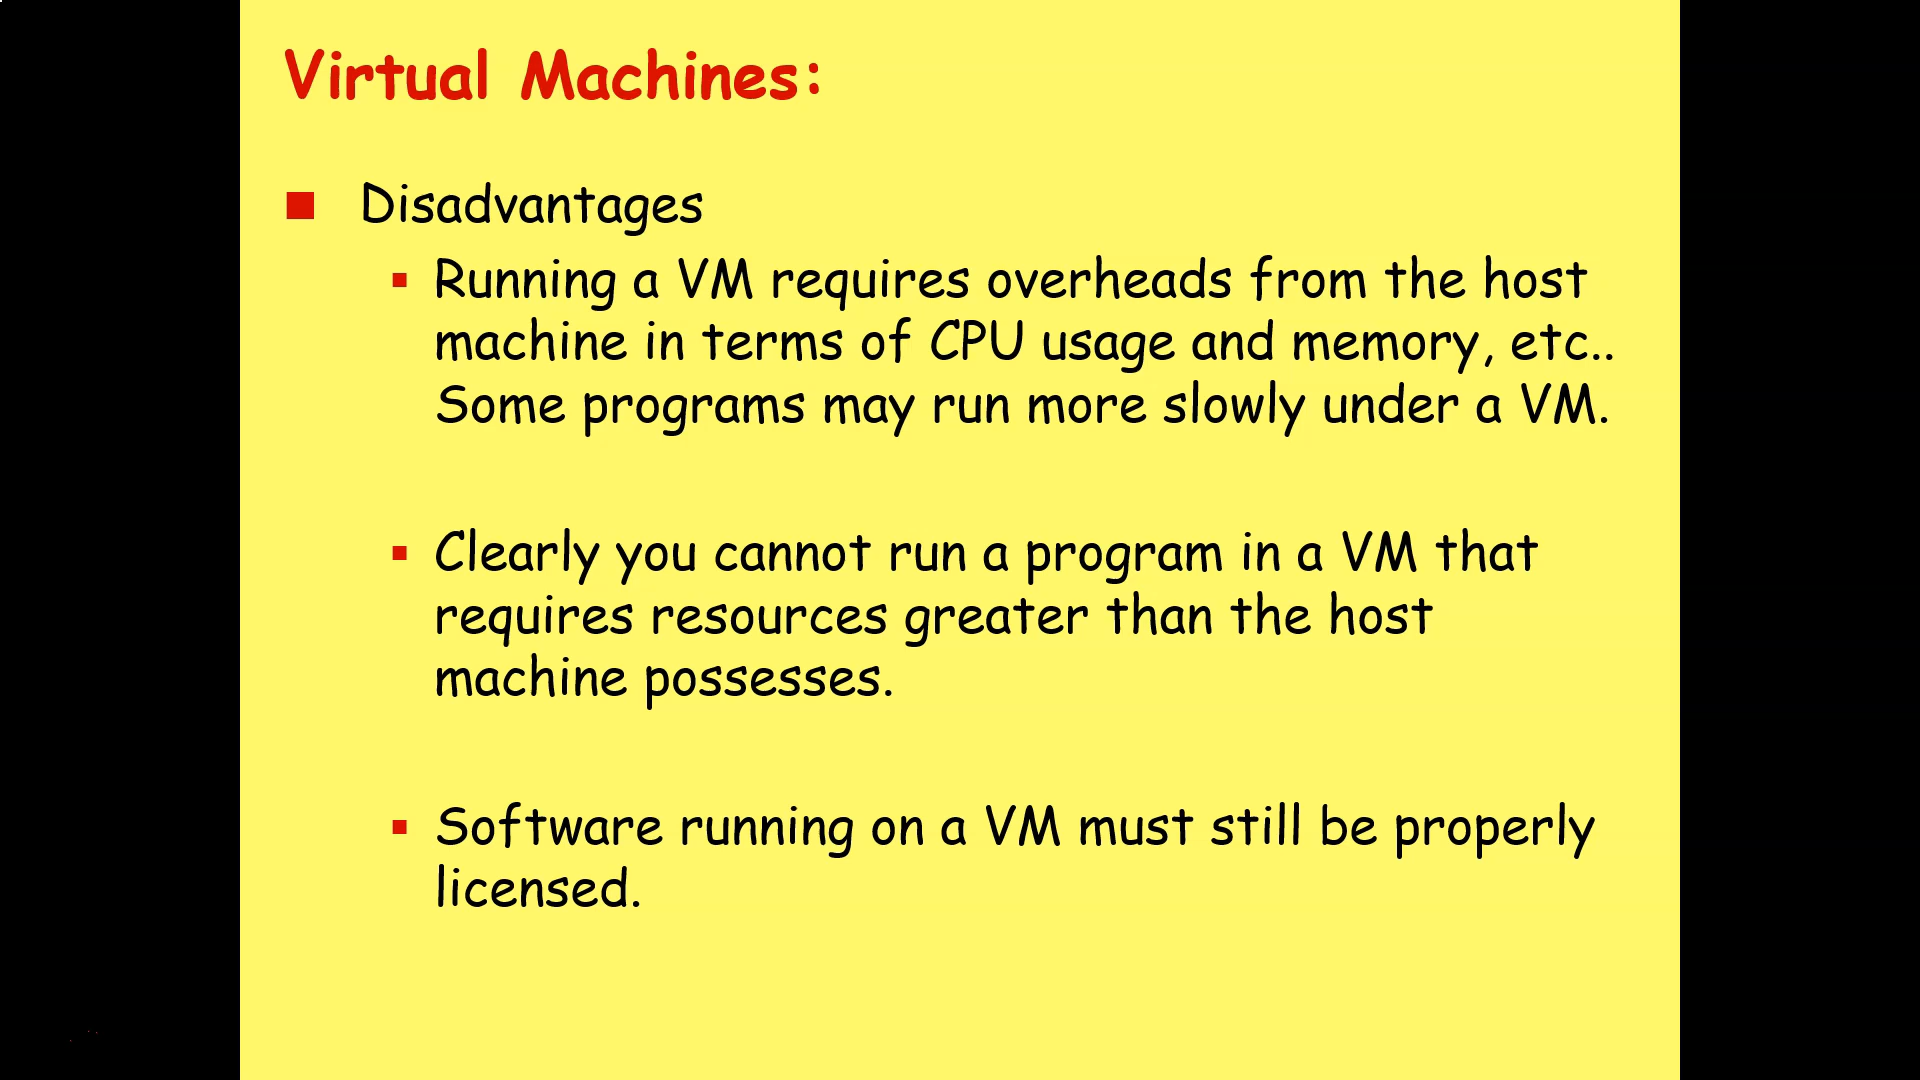 Virtual Machines:
Disadvantages
Running a VM requires overheads from the host
machine in terms of CPU usage and memory, etc..
Some programs may run more slowly under a VM.
Clearly you cannot run a program in a VM that
requires resources greater than the host
machine possesses.
Software running on a VM must still be properly
licensed.